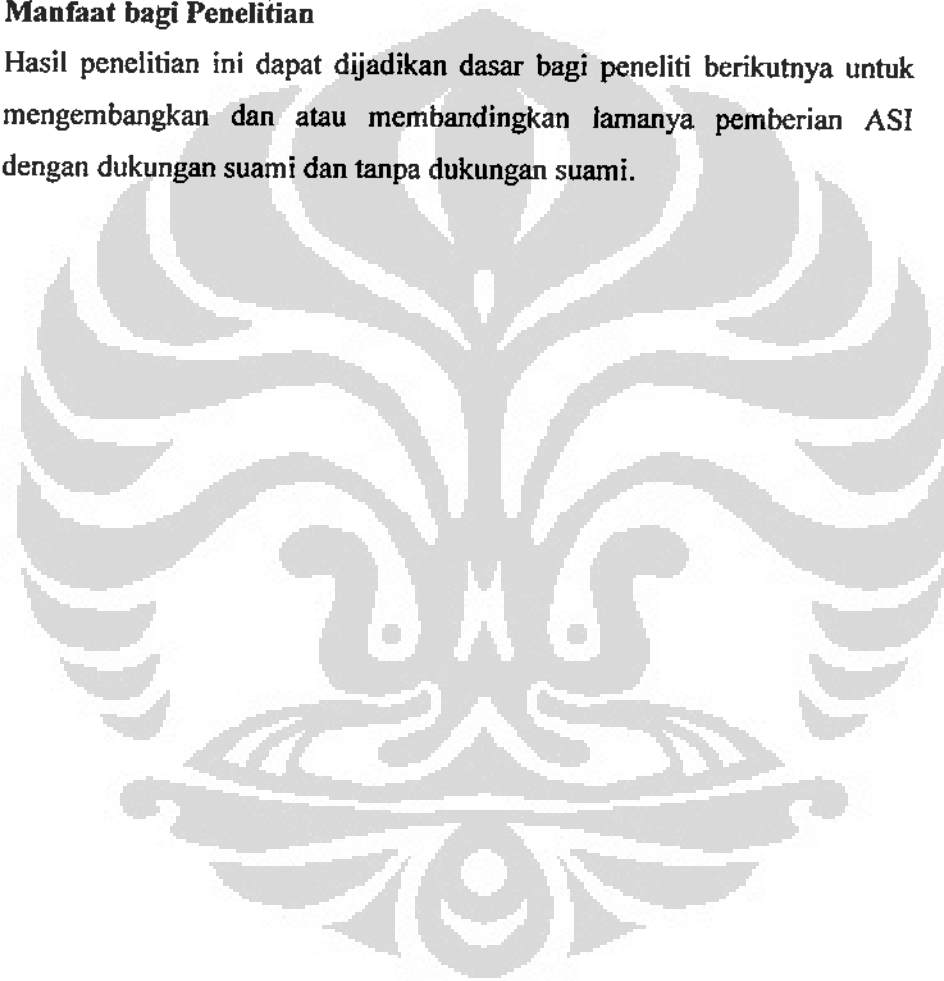 Manfaat bagi Penelitian
Hasil penelitian ini dapat dijadikan dasar bagi peneliti berikutnya untuk
mengembangkan dan atau membandingkan lamanya pemberian ASI
dengan dukungan suami dan tanpa dukungan suami.